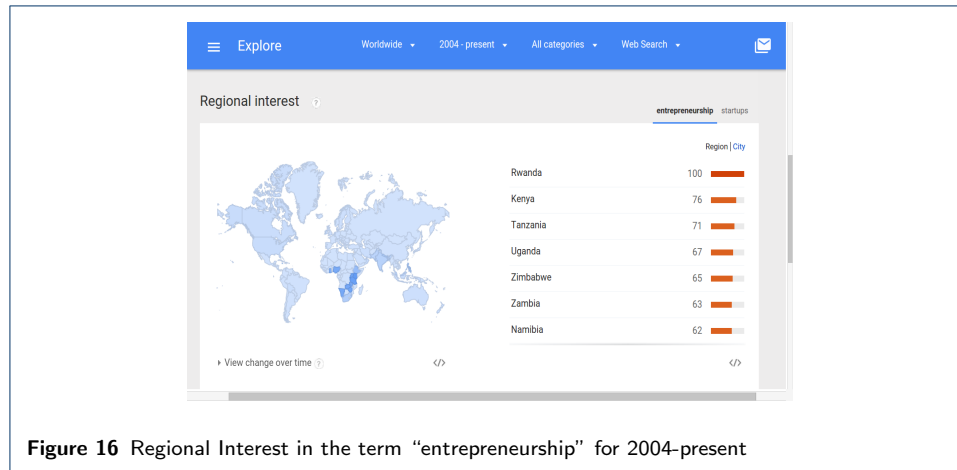 Explore Worldwide 2004 - present All categories Web Search
Regional interest ?
entrepreneurship startups
Region | City
Rwanda 100
Kenya 76
Tanzania 71
Uganda 67
Zimbabwe 65
Zambia 63
Namibia 62
View change over time ? </> </>
Figure 16 Regional Interest in the term “entrepreneurship” for 2004-present